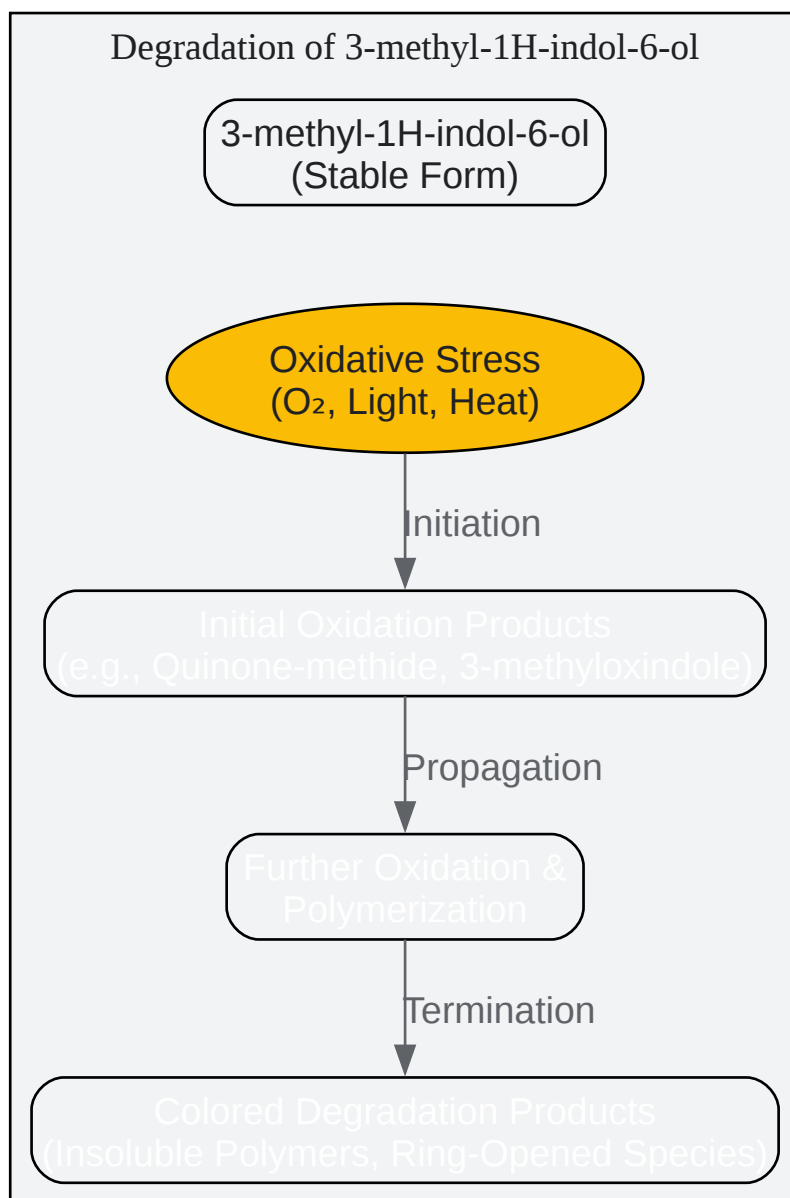 Degradation of 3-methyl-1H-indol-6-ol
3-methyl-1H-indol-6-ol
(Stable Form)
Oxidative Stress
(O₂, Light, Heat)
Initiation
Initial Oxidation Products
(e.g., Quinone-methide, 3-methyloxindole)
Propagation
Further Oxidation &
Polymerization
Termination
Colored Degradation Products
(Insoluble Polymers, Ring-Opened Species)